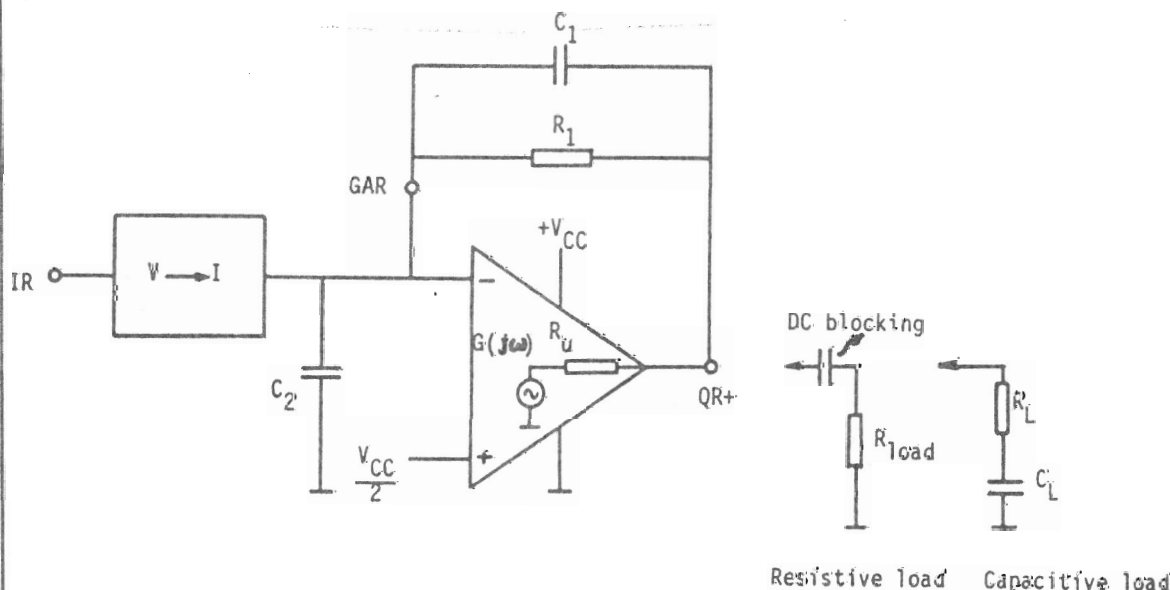 C1
R1
GAR
+VCC
IR
V → I
−
G(jω)
Ru
DC blocking
C2
QR+
RL
Rload
VCC
2
+
CL
Resistive load
Capacitive load